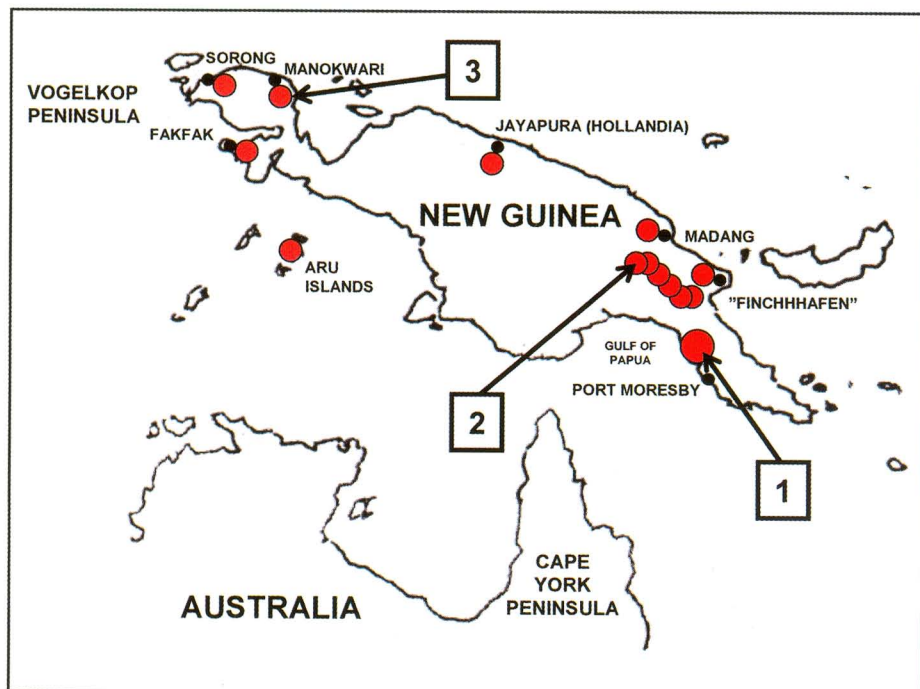 SORONG
MANOKWARI
3
VOGELKOP
PENINSULA
FAKFAK
JAYAPURA (HOLLANDIA)
NEW GUINEA
MADANG
ARU
ISLANDS
"FINCHHHAFEN"
GULF OF
PAPUA
PORT MORESBY
2
1
CAPE
YORK
PENINSULA
AUSTRALIA